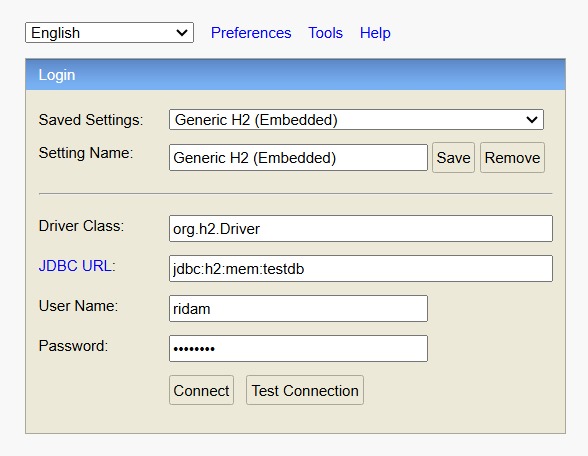 English Preferences Tools Help
Login
Saved Settings: Generic H2 (Embedded)
Setting Name: Generic H2 (Embedded) Save Remove
Driver Class: org.h2.Driver
JDBC URL: jdbc:h2:mem:testdb
User Name: ridam
Password: ••••••••
Connect Test Connection